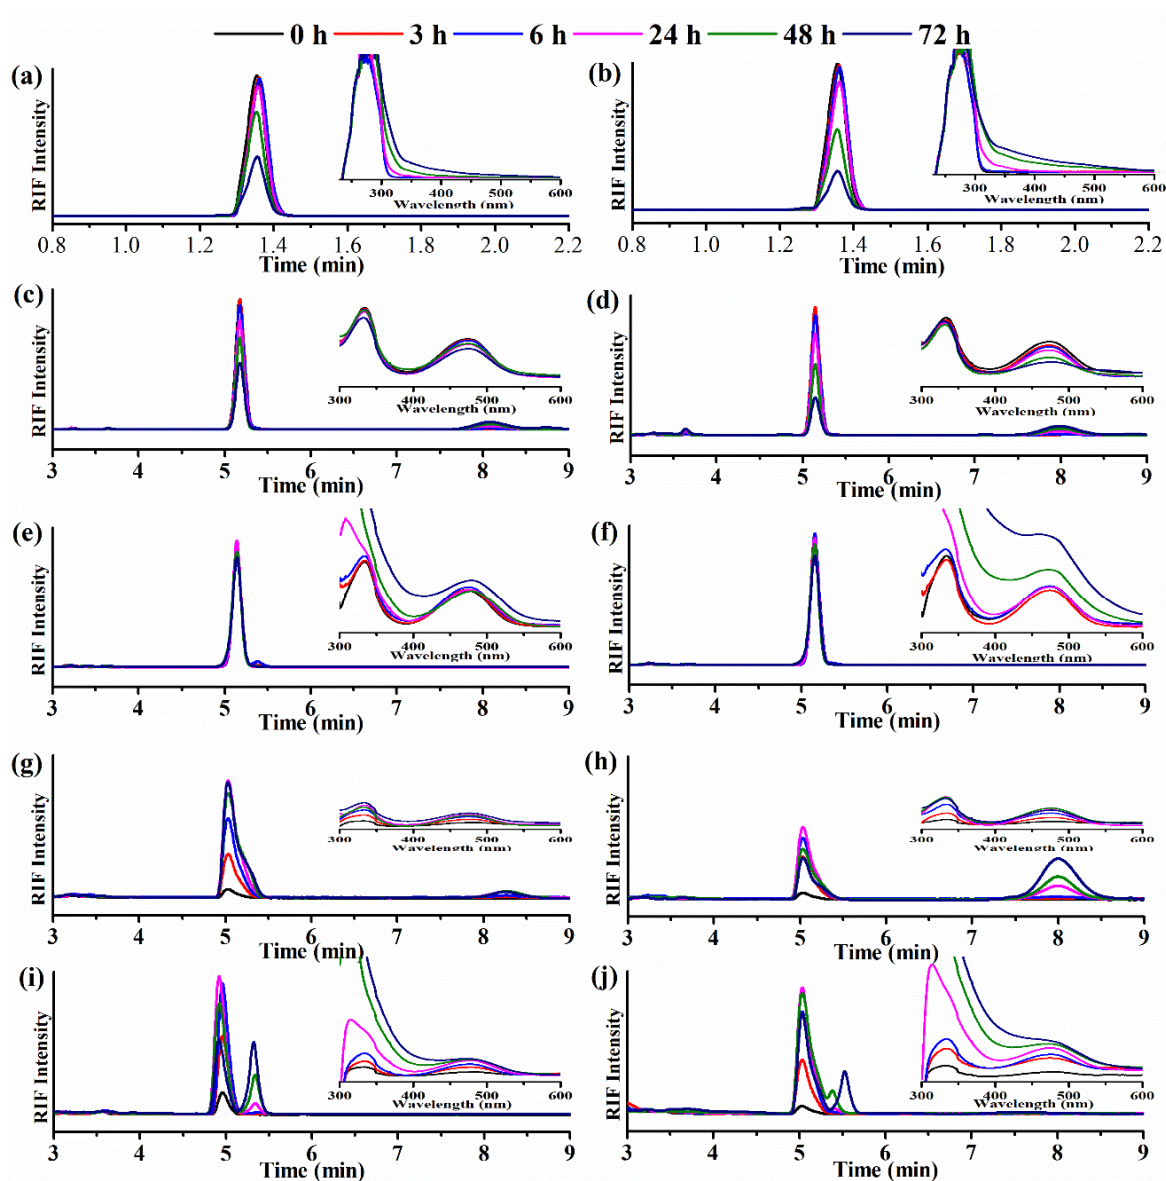 0 h 3 h 6 h 24 h 48 h 72 h
(a)
RIF Intensity
300 400 500 600
Wavelength (nm)
0.8 1.0 1.2 1.4 1.6 1.8 2.0 2.2
Time (min)
(b)
RIF Intensity
300 400 500 600
Wavelength (nm)
0.8 1.0 1.2 1.4 1.6 1.8 2.0 2.2
Time (min)
(c)
RIF Intensity
300 400 500 600
Wavelength (nm)
3 4 5 6 7 8 9
Time (min)
(d)
RIF Intensity
300 400 500 600
Wavelength (nm)
3 4 5 6 7 8 9
Time (min)
(e)
RIF Intensity
300 400 500 600
Wavelength (nm)
3 4 5 6 7 8 9
Time (min)
(f)
RIF Intensity
300 400 500 600
Wavelength (nm)
3 4 5 6 7 8 9
Time (min)
(g)
RIF Intensity
300 400 500 600
Wavelength (nm)
3 4 5 6 7 8 9
Time (min)
(h)
RIF Intensity
300 400 500 600
Wavelength (nm)
3 4 5 6 7 8 9
Time (min)
(i)
RIF Intensity
300 400 500 600
Wavelength (nm)
3 4 5 6 7 8 9
Time (min)
(j)
RIF Intensity
300 400 500 600
Wavelength (nm)
3 4 5 6 7 8 9
Time (min)